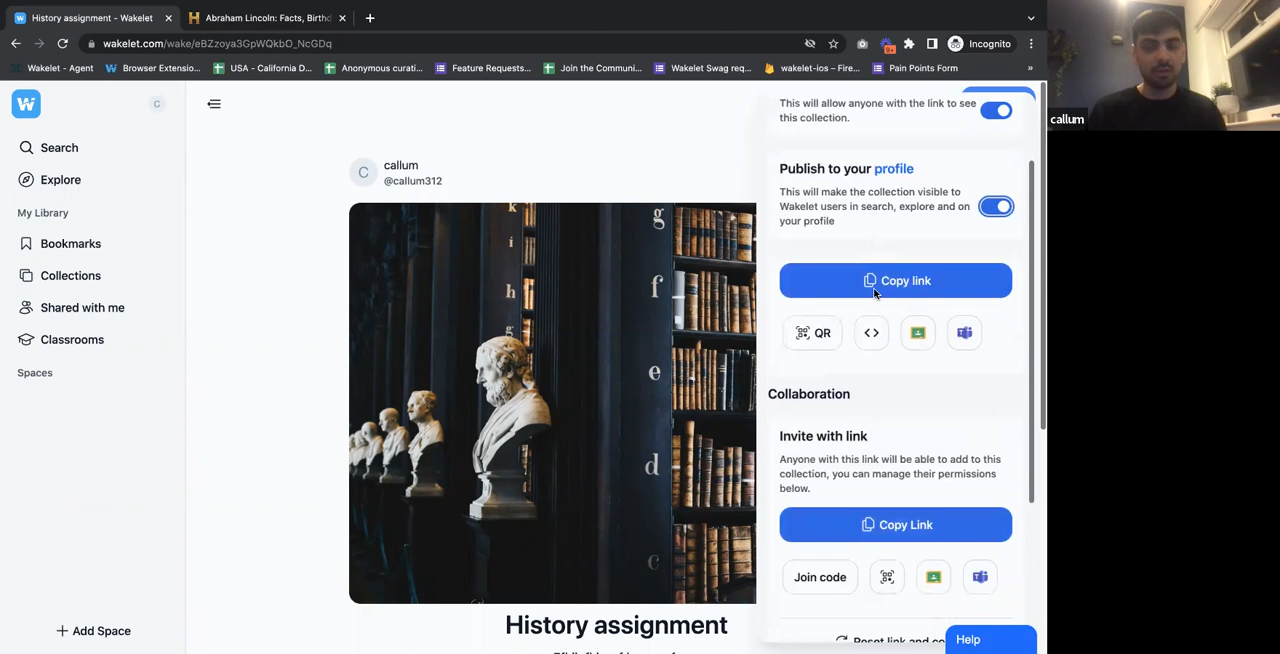 History assignment - Wakelet
Abraham Lincoln: Facts, Birthd
wakelet.com/wake/eBZzoya3GpWQkbO_NcGDq
9+
Incognito
Wakelet - Agent
Browser Extensio...
USA - California D...
Anonymous curati...
Feature Requests...
Join the Communi...
Wakelet Swag req...
wakelet-ios – Fire...
Pain Points Form
»
W
C
Search
Explore
My Library
Bookmarks
Collections
Shared with me
Classrooms
Spaces
Add Space
C
callum
@callum312
k
i
h
g
g
f
e
d
c
History assignment
This will allow anyone with the link to see
this collection.
Publish to your profile
This will make the collection visible to
Wakelet users in search, explore and on
your profile
Copy link
QR
<>
Collaboration
Invite with link
Anyone with this link will be able to add to this
collection, you can manage their permissions
below.
Copy Link
Join code
Reset link and co
Help
callum